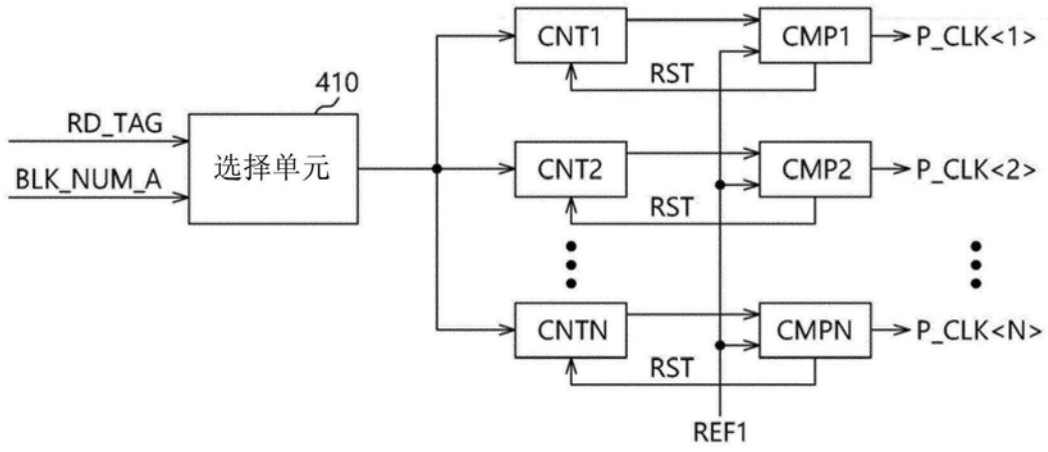 CNT1
CMP1
P_CLK<1>
RST
410
RD_TAG
BLK_NUM_A
选择单元
CNT2
CMP2
P_CLK<2>
RST
CNTN
CMPN
P_CLK<N>
RST
REF1